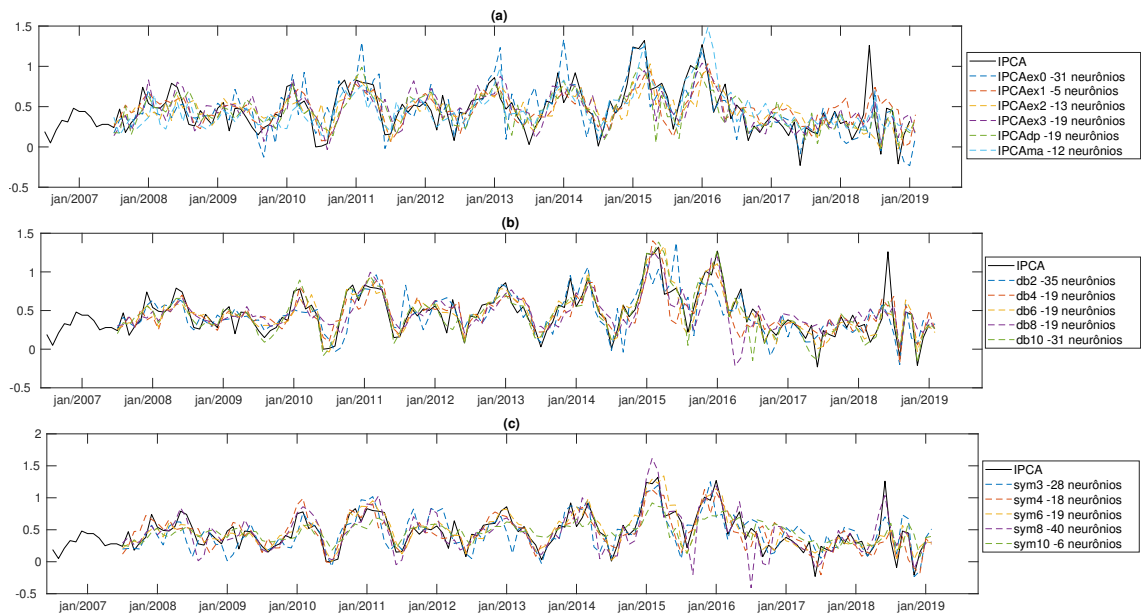 (a)
1.5
1
0.5
0
-0.5
jan/2007 jan/2008 jan/2009 jan/2010 jan/2011 jan/2012 jan/2013 jan/2014 jan/2015 jan/2016 jan/2017 jan/2018 jan/2019
IPCA
IPCAex0 -31 neurônios
IPCAex1 -5 neurônios
IPCAex2 -13 neurônios
IPCAex3 -19 neurônios
IPCAdp -19 neurônios
IPCAma -12 neurônios
(b)
1.5
1
0.5
0
-0.5
jan/2007 jan/2008 jan/2009 jan/2010 jan/2011 jan/2012 jan/2013 jan/2014 jan/2015 jan/2016 jan/2017 jan/2018 jan/2019
IPCA
db2 -35 neurônios
db4 -19 neurônios
db6 -19 neurônios
db8 -19 neurônios
db10 -31 neurônios
(c)
2
1.5
1
0.5
0
-0.5
jan/2007 jan/2008 jan/2009 jan/2010 jan/2011 jan/2012 jan/2013 jan/2014 jan/2015 jan/2016 jan/2017 jan/2018 jan/2019
IPCA
sym3 -28 neurônios
sym4 -18 neurônios
sym6 -19 neurônios
sym8 -40 neurônios
sym10 -6 neurônios